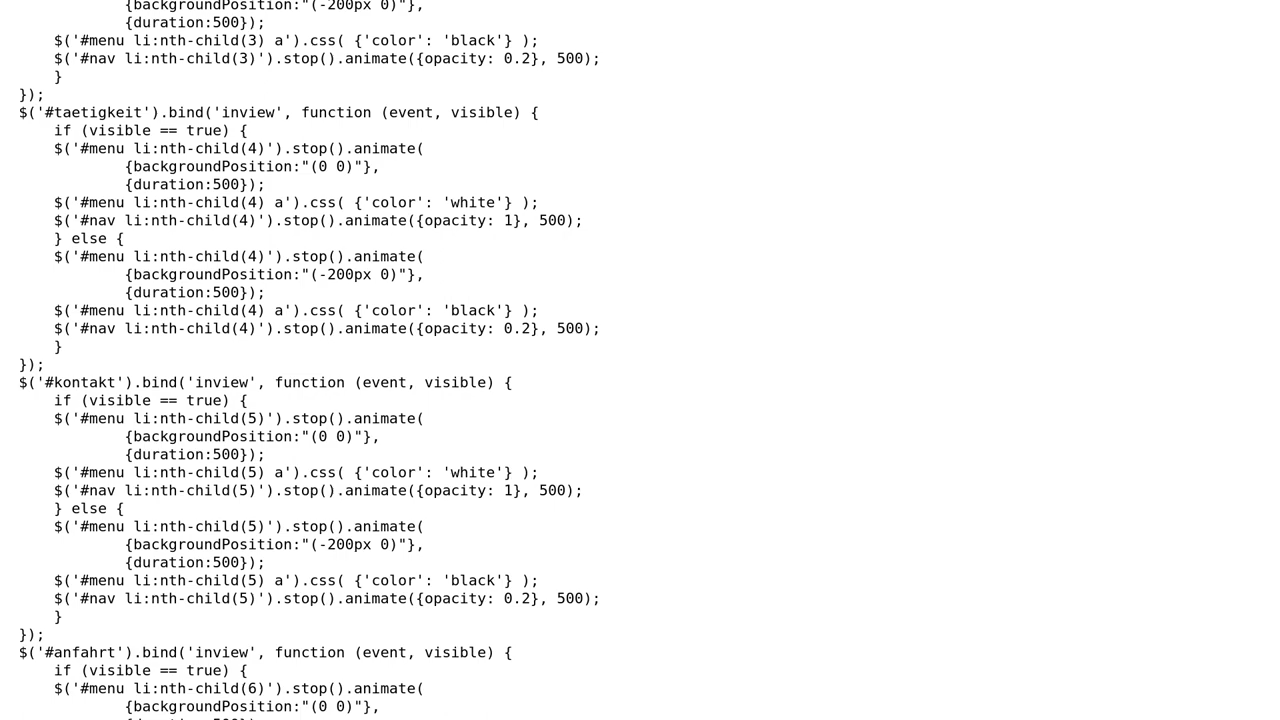 {backgroundPosition:"(-200px 0)"},
            {duration:500});
    $('#menu li:nth-child(3) a').css( {'color': 'black'} );
    $('#nav li:nth-child(3)').stop().animate({opacity: 0.2}, 500);
    }
});
$('#taetigkeit').bind('inview', function (event, visible) {
    if (visible == true) {
    $('#menu li:nth-child(4)').stop().animate(
            {backgroundPosition:"(0 0)"},
            {duration:500});
    $('#menu li:nth-child(4) a').css( {'color': 'white'} );
    $('#nav li:nth-child(4)').stop().animate({opacity: 1}, 500);
    } else {
    $('#menu li:nth-child(4)').stop().animate(
            {backgroundPosition:"(-200px 0)"},
            {duration:500});
    $('#menu li:nth-child(4) a').css( {'color': 'black'} );
    $('#nav li:nth-child(4)').stop().animate({opacity: 0.2}, 500);
    }
});
$('#kontakt').bind('inview', function (event, visible) {
    if (visible == true) {
    $('#menu li:nth-child(5)').stop().animate(
            {backgroundPosition:"(0 0)"},
            {duration:500});
    $('#menu li:nth-child(5) a').css( {'color': 'white'} );
    $('#nav li:nth-child(5)').stop().animate({opacity: 1}, 500);
    } else {
    $('#menu li:nth-child(5)').stop().animate(
            {backgroundPosition:"(-200px 0)"},
            {duration:500});
    $('#menu li:nth-child(5) a').css( {'color': 'black'} );
    $('#nav li:nth-child(5)').stop().animate({opacity: 0.2}, 500);
    }
});
$('#anfahrt').bind('inview', function (event, visible) {
    if (visible == true) {
    $('#menu li:nth-child(6)').stop().animate(
            {backgroundPosition:"(0 0)"},